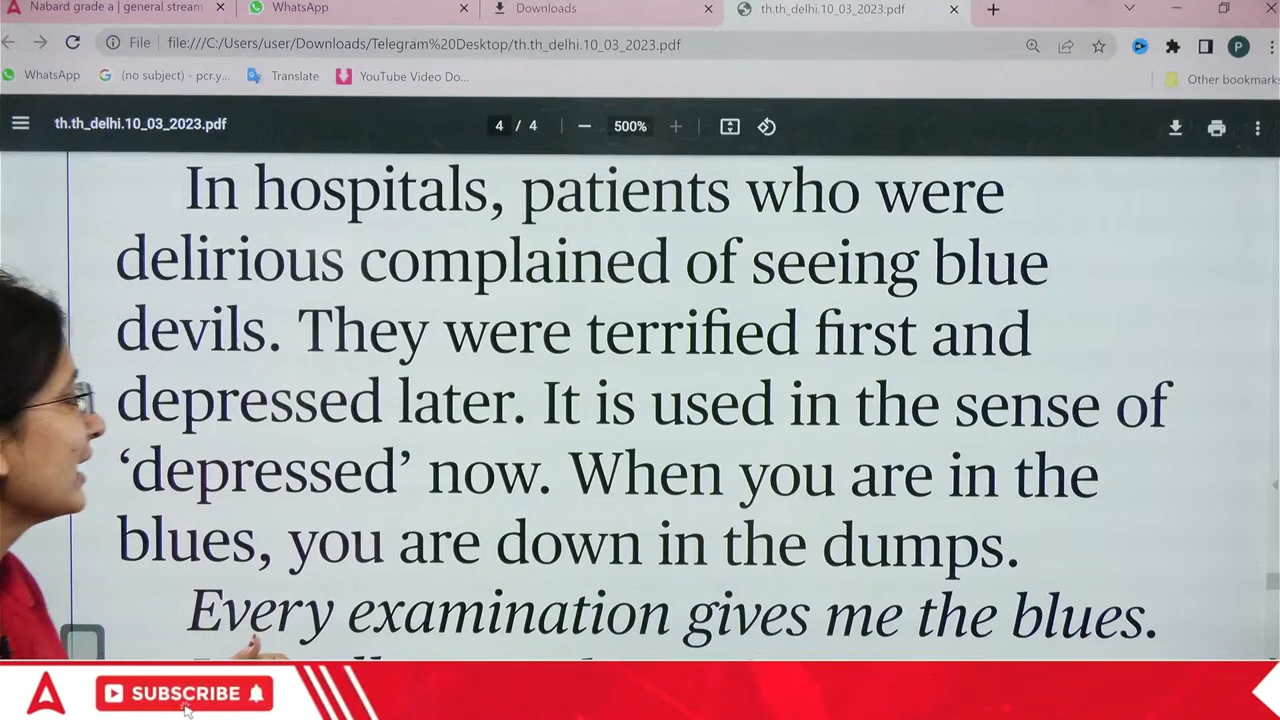 Nabard grade a | general stream
WhatsApp
Downloads
th.th_delhi.10_03_2023.pdf
File
file:///C:/Users/user/Downloads/Telegram%20Desktop/th.th_delhi.10_03_2023.pdf
P
WhatsApp
(no subject) - pcr.y...
Translate
YouTube Video Do...
Other bookmarks
th.th_delhi.10_03_2023.pdf
4 / 4
500%
In hospitals, patients who were
delirious complained of seeing blue
devils. They were terrified first and
depressed later. It is used in the sense of
‘depressed’ now. When you are in the
blues, you are down in the dumps.
Every examination gives me the blues.
SUBSCRIBE